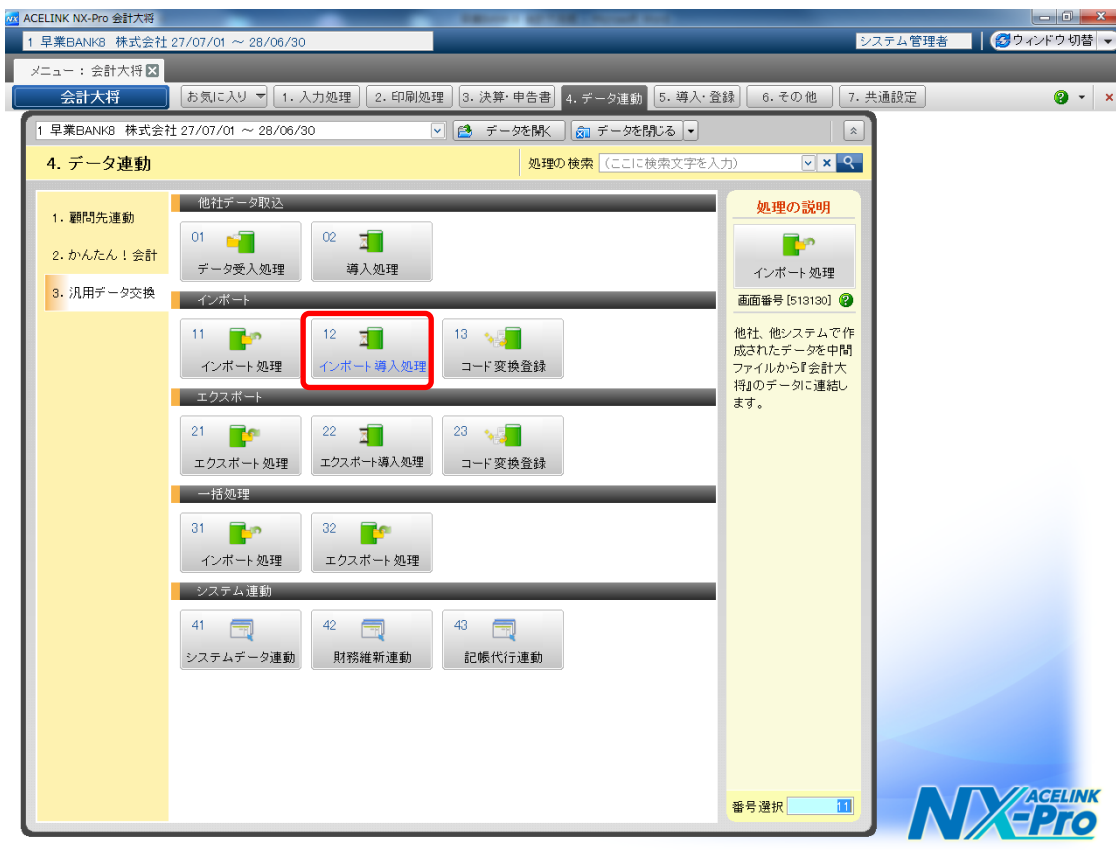 ACELINK NX-Pro 会計大将
1 早業BANK8 株式会社 27/07/01 ～ 28/06/30
システム管理者
ウィンドウ切替
メニュー： 会計大将
会計大将
お気に入り
1. 入力処理
2. 印刷処理
3. 決算・申告書
4. データ連動
5. 導入・登録
6. その他
7. 共通設定
1 早業BANK8 株式会社 27/07/01 ～ 28/06/30
データを開く
データを閉じる
4. データ連動
処理の検索
(ここに検索文字を入力)
1. 顧問先連動
2. かんたん！会計
3. 汎用データ交換
他社データ取込
01
データ受入処理
02
導入処理
インポート
11
インポート処理
12
インポート導入処理
13
コード変換登録
エクスポート
21
エクスポート処理
22
エクスポート導入処理
23
コード変換登録
一括処理
31
インポート処理
32
エクスポート処理
システム連動
41
システムデータ連動
42
財務維新連動
43
記帳代行連動
処理の説明
インポート処理
画面番号 [513130]
他社、他システムで作
成されたデータを中間
ファイルから『会計大
将』のデータに連結し
ます。
番号選択
11
ACELINK
NX-Pro